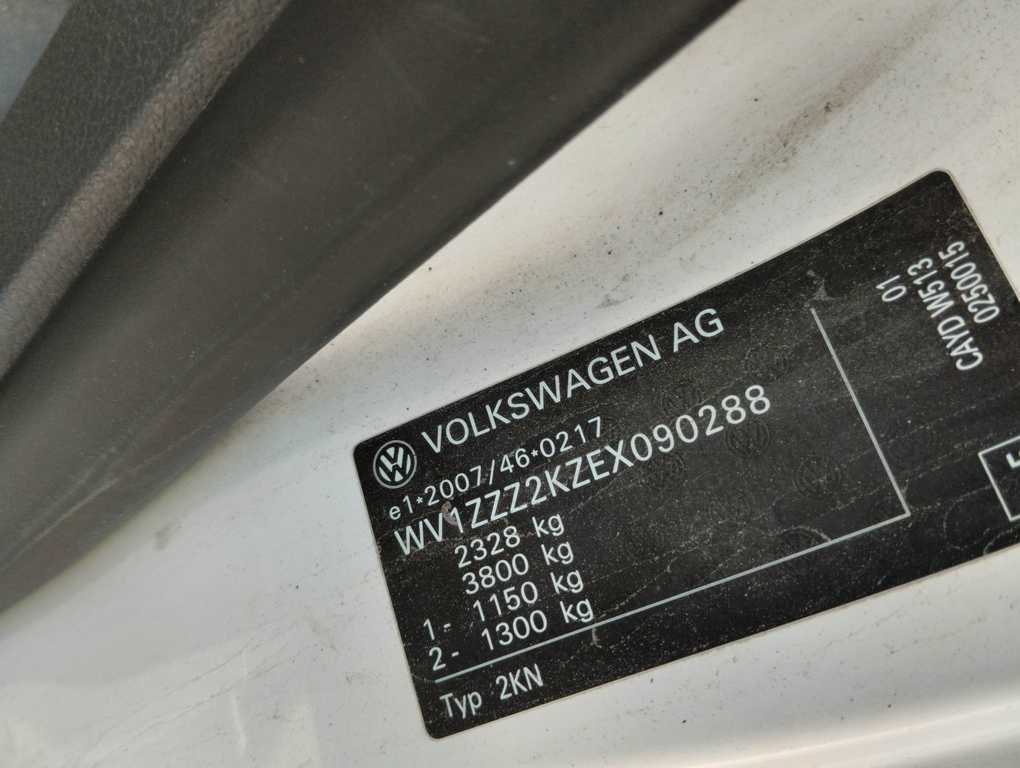 VOLKSWAGEN AG
e1*2007/46*0217
WV1ZZZ2KZEX090288
2328 kg
3800 kg
1- 1150 kg
2- 1300 kg
Typ 2KN
01
CAYD W513
0250015